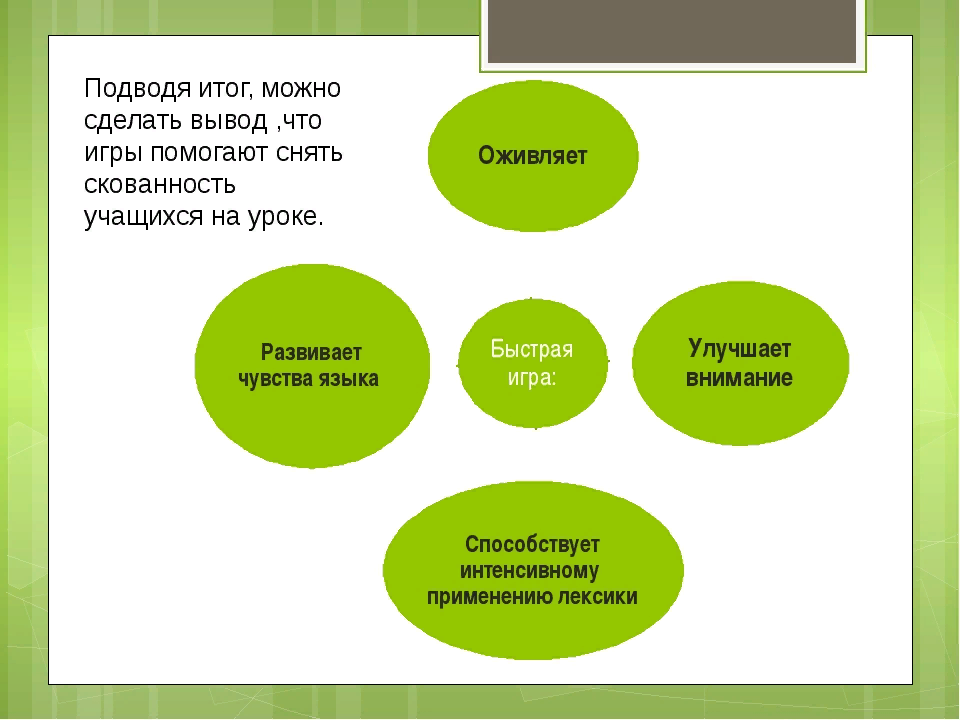 Подводя итог, можно
сделать вывод ,что
игры помогают снять
скованность
учащихся на уроке.
Оживляет
Развивает
чувства языка
Быстрая
игра:
Улучшает
внимание
Способствует
интенсивному
применению лексики